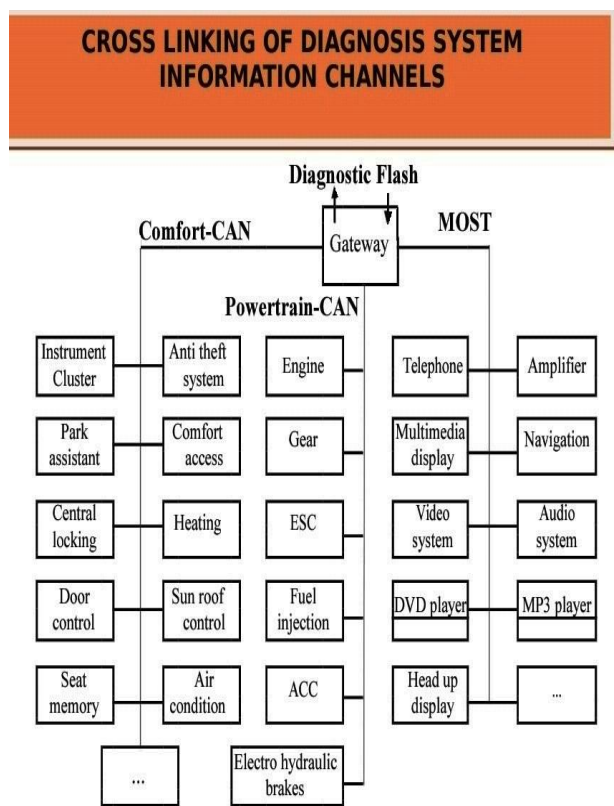 CROSS LINKING OF DIAGNOSIS SYSTEM
INFORMATION CHANNELS
Diagnostic Flash
Gateway
Comfort-CAN
MOST
Powertrain-CAN
Instrument
Cluster
Anti theft
system
Engine
Telephone
Amplifier
Park
assistant
Comfort
access
Gear
Multimedia
display
Navigation
Central
locking
Heating
ESC
Video
system
Audio
system
Door
control
Sun roof
control
Fuel
injection
DVD player
MP3 player
Seat
memory
Air
condition
ACC
Head up
display
...
...
Electro hydraulic
brakes